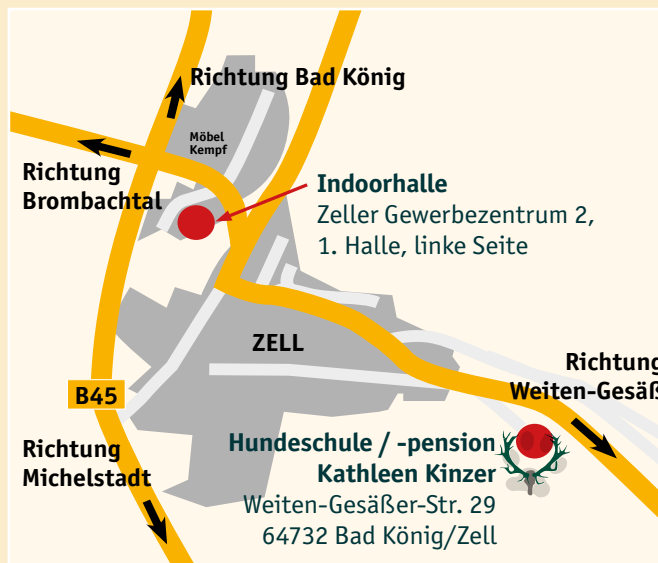 Richtung Bad König
Möbel
Kempf
Richtung
Brombachtal
Indoorhalle
Zeller Gewerbezentrum 2,
1. Halle, linke Seite
ZELL
Richtung
Weiten-Gesäß
B45
Richtung
Michelstadt
Hundeschule / -pension
Kathleen Kinzer
Weiten-Gesäßer-Str. 29
64732 Bad König/Zell